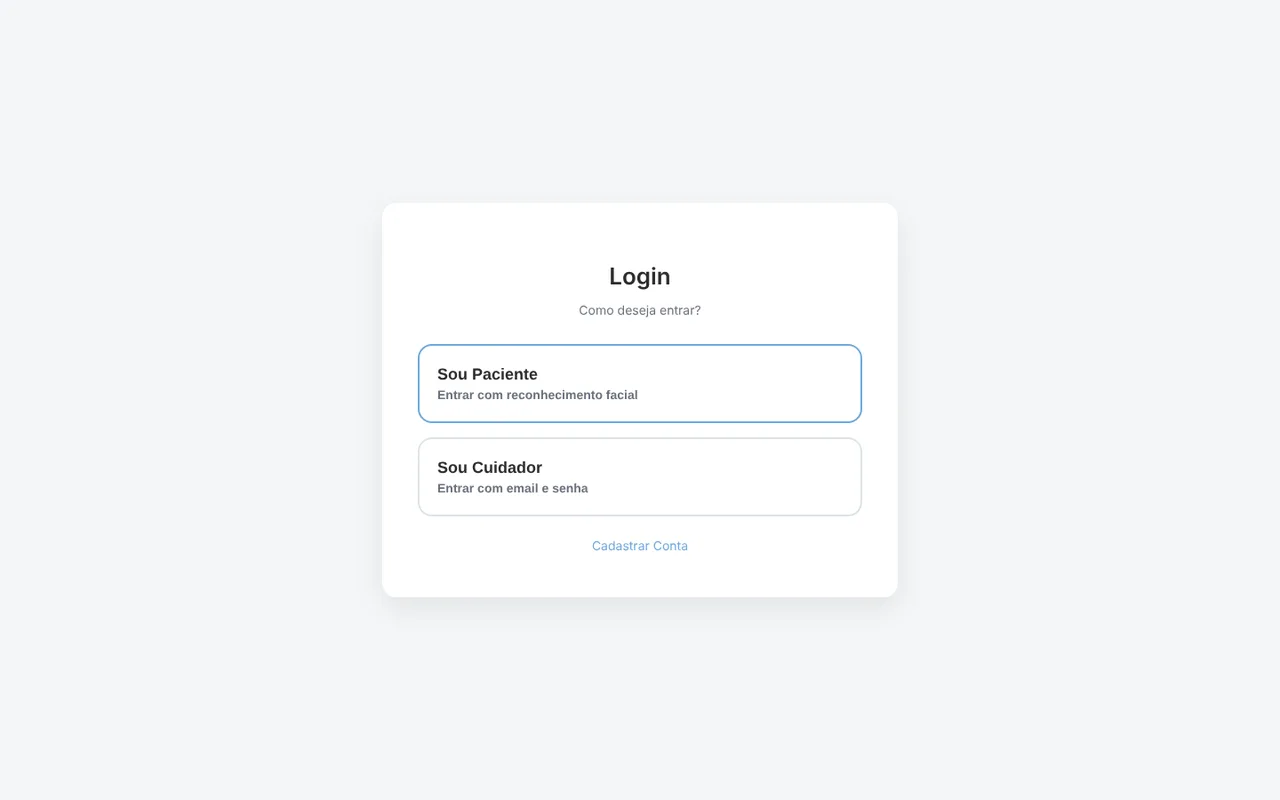 Login
Como deseja entrar?
Sou Paciente
Entrar com reconhecimento facial
Sou Cuidador
Entrar com email e senha
Cadastrar Conta